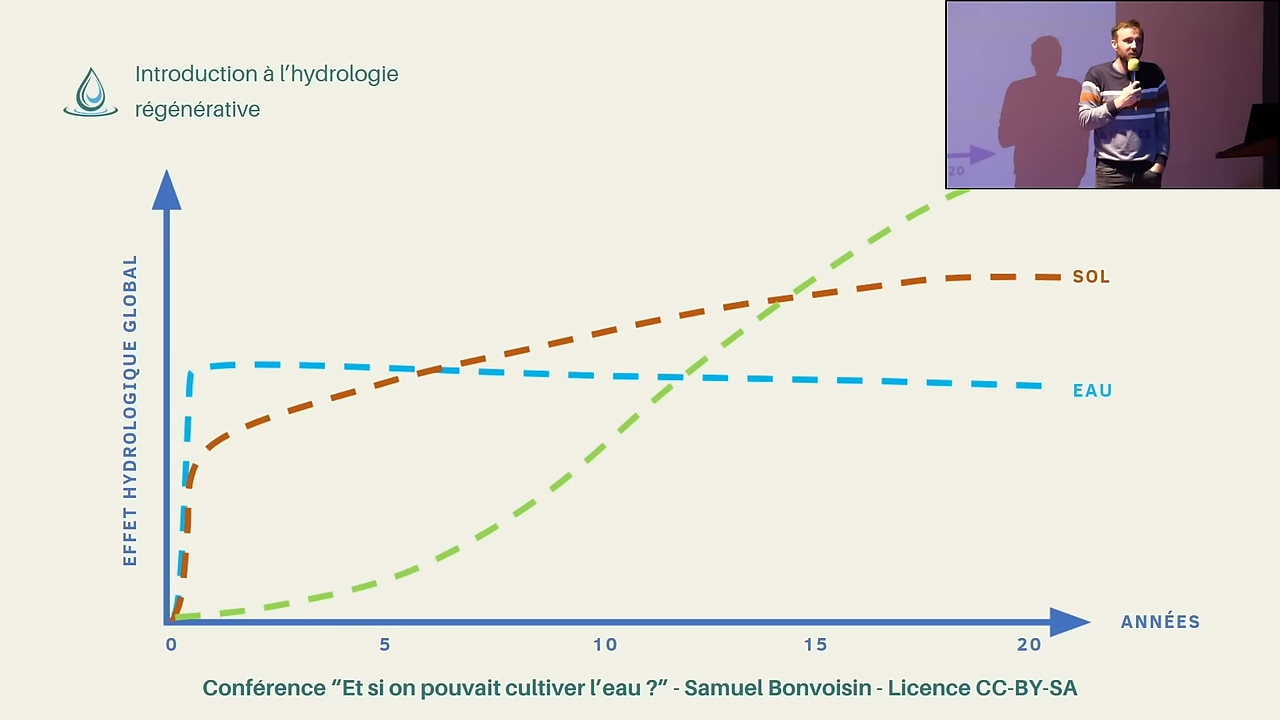 Introduction à l’hydrologie
régénérative
20
EFFET HYDROLOGIQUE GLOBAL
SOL
EAU
0 5 10 15 20
ANNÉES
Conférence “Et si on pouvait cultiver l’eau ?” - Samuel Bonvoisin - Licence CC-BY-SA